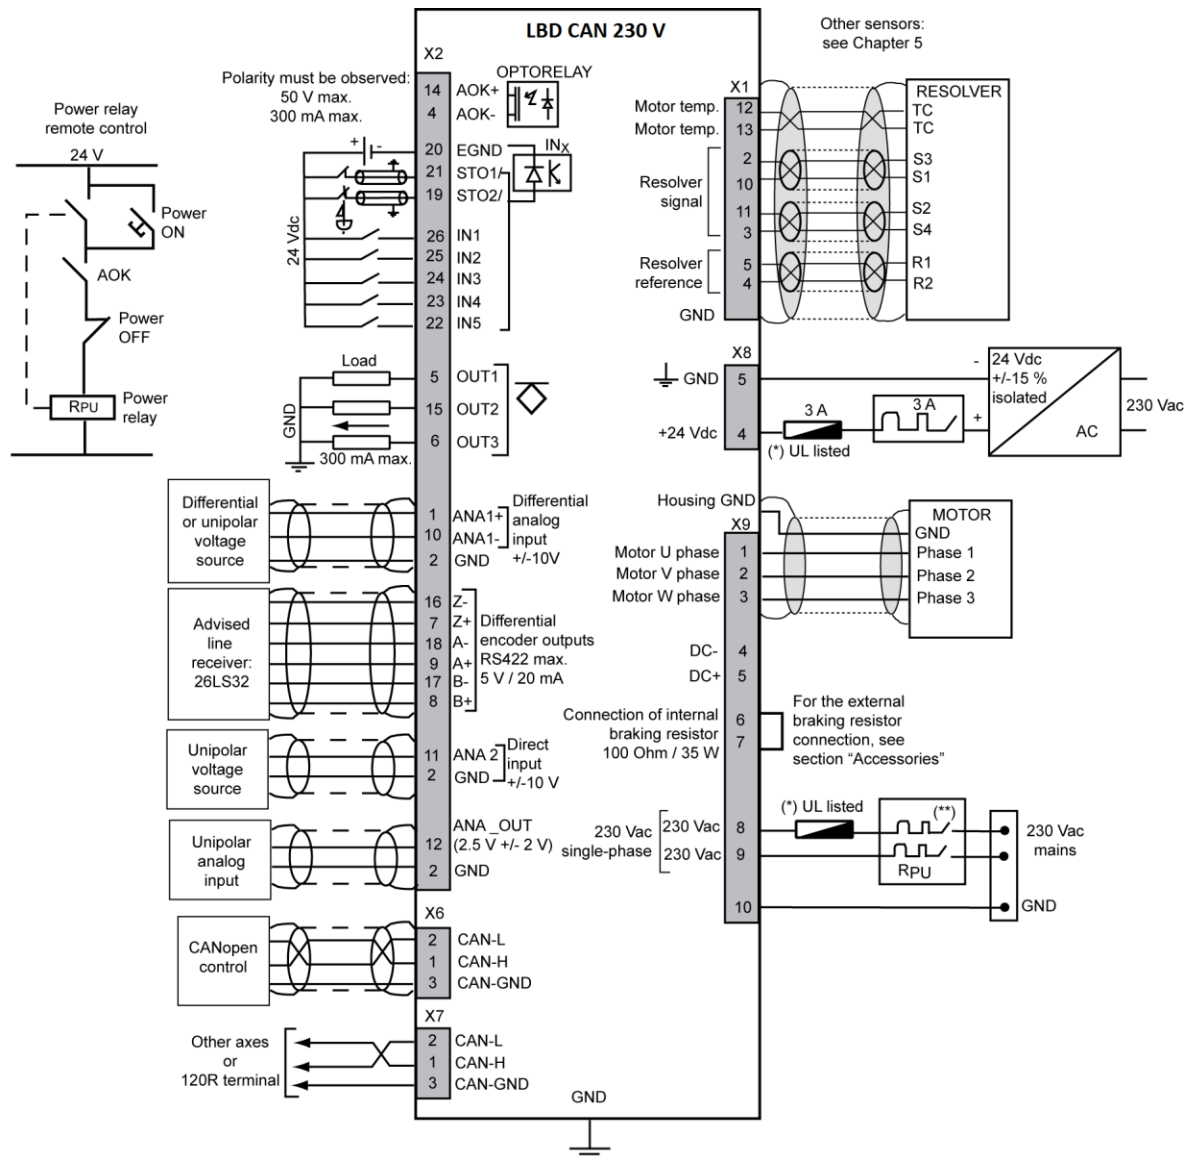 LBD CAN 230 V
Other sensors:
see Chapter 5
Power relay
remote control
24 V
Power
ON
AOK
Power
OFF
RPU
Power
relay
X2
Polarity must be observed:
50 V max.
300 mA max.
OPTORELAY
14 AOK+
4 AOK-
+ -
20 EGND
INx
21 STO1/
19 STO2/
24 Vdc
26 IN1
25 IN2
24 IN3
23 IN4
22 IN5
Load
GND
5 OUT1
15 OUT2
6 OUT3
300 mA max.
Differential
or unipolar
voltage
source
1 ANA1+
10 ANA1-
2 GND
Differential
analog
input
+/-10V
Advised
line
receiver:
26LS32
16 Z-
7 Z+
18 A-
9 A+
17 B-
8 B+
Differential
encoder outputs
RS422 max.
5 V / 20 mA
Unipolar
voltage
source
11 ANA 2
2 GND
Direct
input
+/-10 V
Unipolar
analog
input
ANA _OUT
12 (2.5 V +/- 2 V)
2 GND
X6
CANopen
control
2 CAN-L
1 CAN-H
3 CAN-GND
X7
Other axes
or
120R terminal
2 CAN-L
1 CAN-H
3 CAN-GND
GND
X1
RESOLVER
Motor temp. 12 TC
Motor temp. 13 TC
Resolver
signal
2 S3
10 S1
11 S2
3 S4
Resolver
reference
5 R1
4 R2
GND
X8
GND 5
+24 Vdc 4
3 A
(*) UL listed
3 A
-
+
24 Vdc
+/-15 %
isolated
AC
230 Vac
Housing GND
X9
MOTOR
GND
Motor U phase 1 Phase 1
Motor V phase 2 Phase 2
Motor W phase 3 Phase 3
DC- 4
DC+ 5
Connection of internal
braking resistor
100 Ohm / 35 W
6
7
For the external
braking resistor
connection, see
section “Accessories”
230 Vac
single-phase
230 Vac 8
230 Vac 9
10
(*) UL listed
(**)
RPU
230 Vac
mains
GND